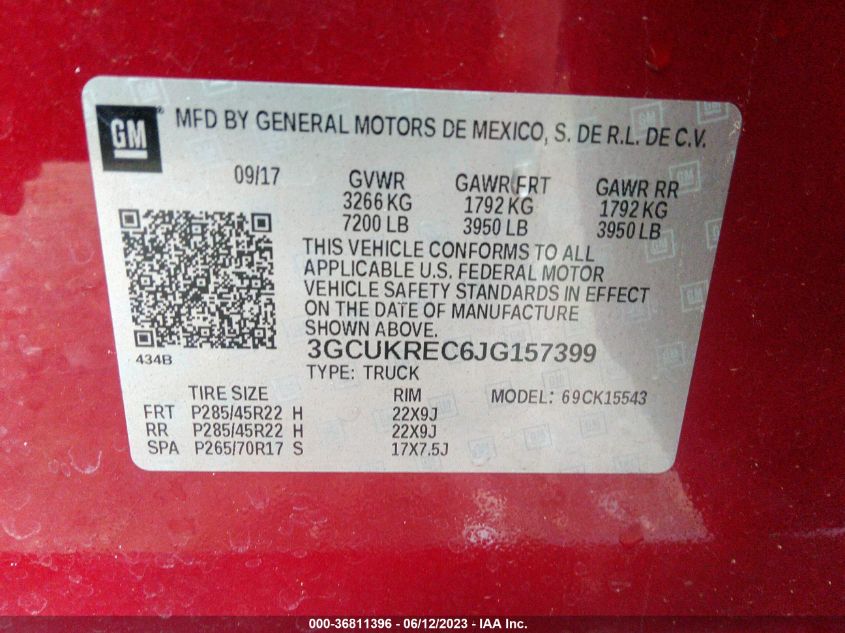 GM ® MFD BY GENERAL MOTORS DE MEXICO, S. DE R.L. DE C.V.
09/17 GVWR GAWR FRT GAWR RR
3266 KG 1792 KG 1792 KG
7200 LB 3950 LB 3950 LB
THIS VEHICLE CONFORMS TO ALL
APPLICABLE U.S. FEDERAL MOTOR
VEHICLE SAFETY STANDARDS IN EFFECT
ON THE DATE OF MANUFACTURE
SHOWN ABOVE.
434B 3GCUKREC6JG157399
TYPE: TRUCK
TIRE SIZE RIM MODEL: 69CK15543
FRT P285/45R22 H 22X9J
RR P285/45R22 H 22X9J
SPA P265/70R17 S 17X7.5J
000-36811396 - 06/12/2023 - IAA Inc.